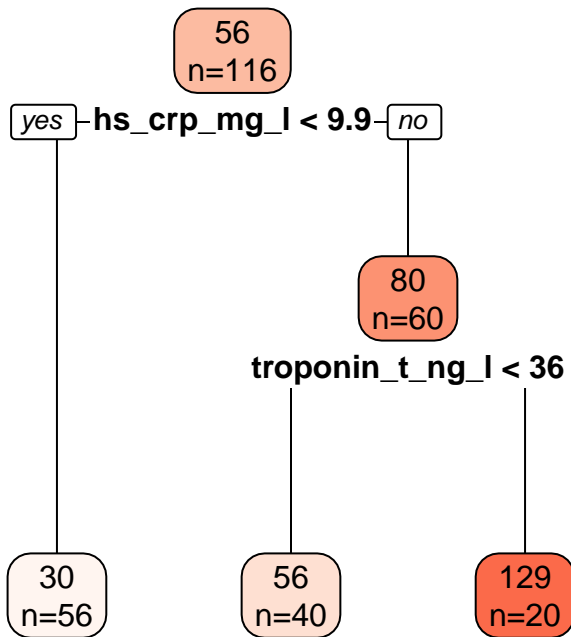 56
n=116
yes hs_crp_mg_l < 9.9 no
80
n=60
troponin_t_ng_l < 36
30
n=56
56
n=40
129
n=20